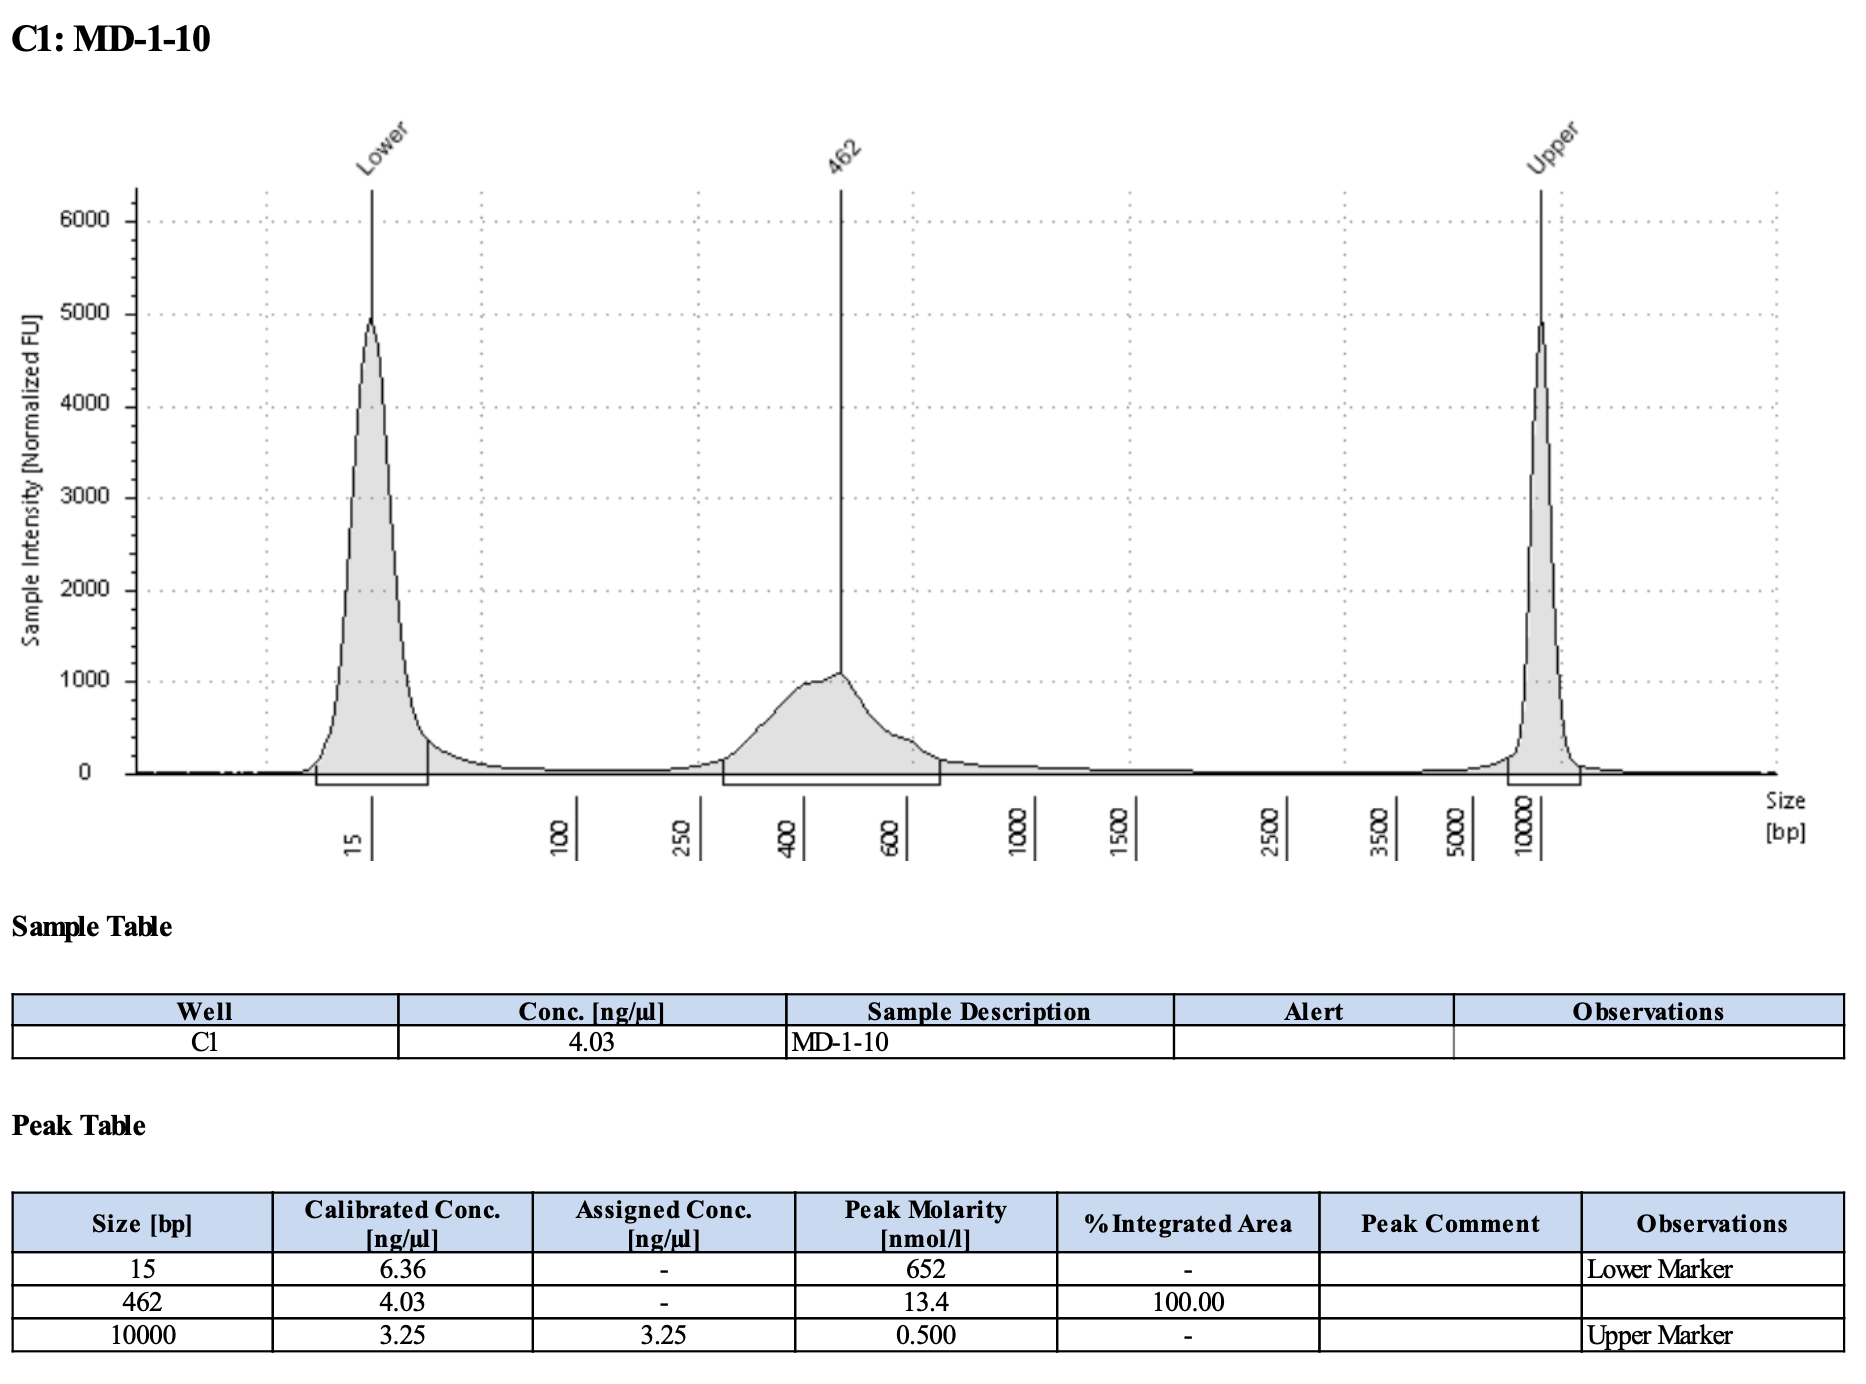 C1: MD-1-10
Lower
462
Upper
Sample Intensity [Normalized FU]
6000
5000
4000
3000
2000
1000
0
15
100
250
400
600
1000
1500
2500
3500
5000
10000
Size
[bp]
Sample Table
Well Conc. [ng/µl] Sample Description Alert Observations
C1 4.03 MD-1-10
Peak Table
Size [bp] Calibrated Conc. [ng/µl] Assigned Conc. [ng/µl] Peak Molarity [nmol/l] % Integrated Area Peak Comment Observations
15 6.36 - 652 - Lower Marker
462 4.03 - 13.4 100.00
10000 3.25 3.25 0.500 - Upper Marker